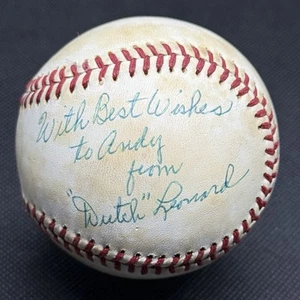 With Best Wishes
to Andy
from
"Dutch" Leonard